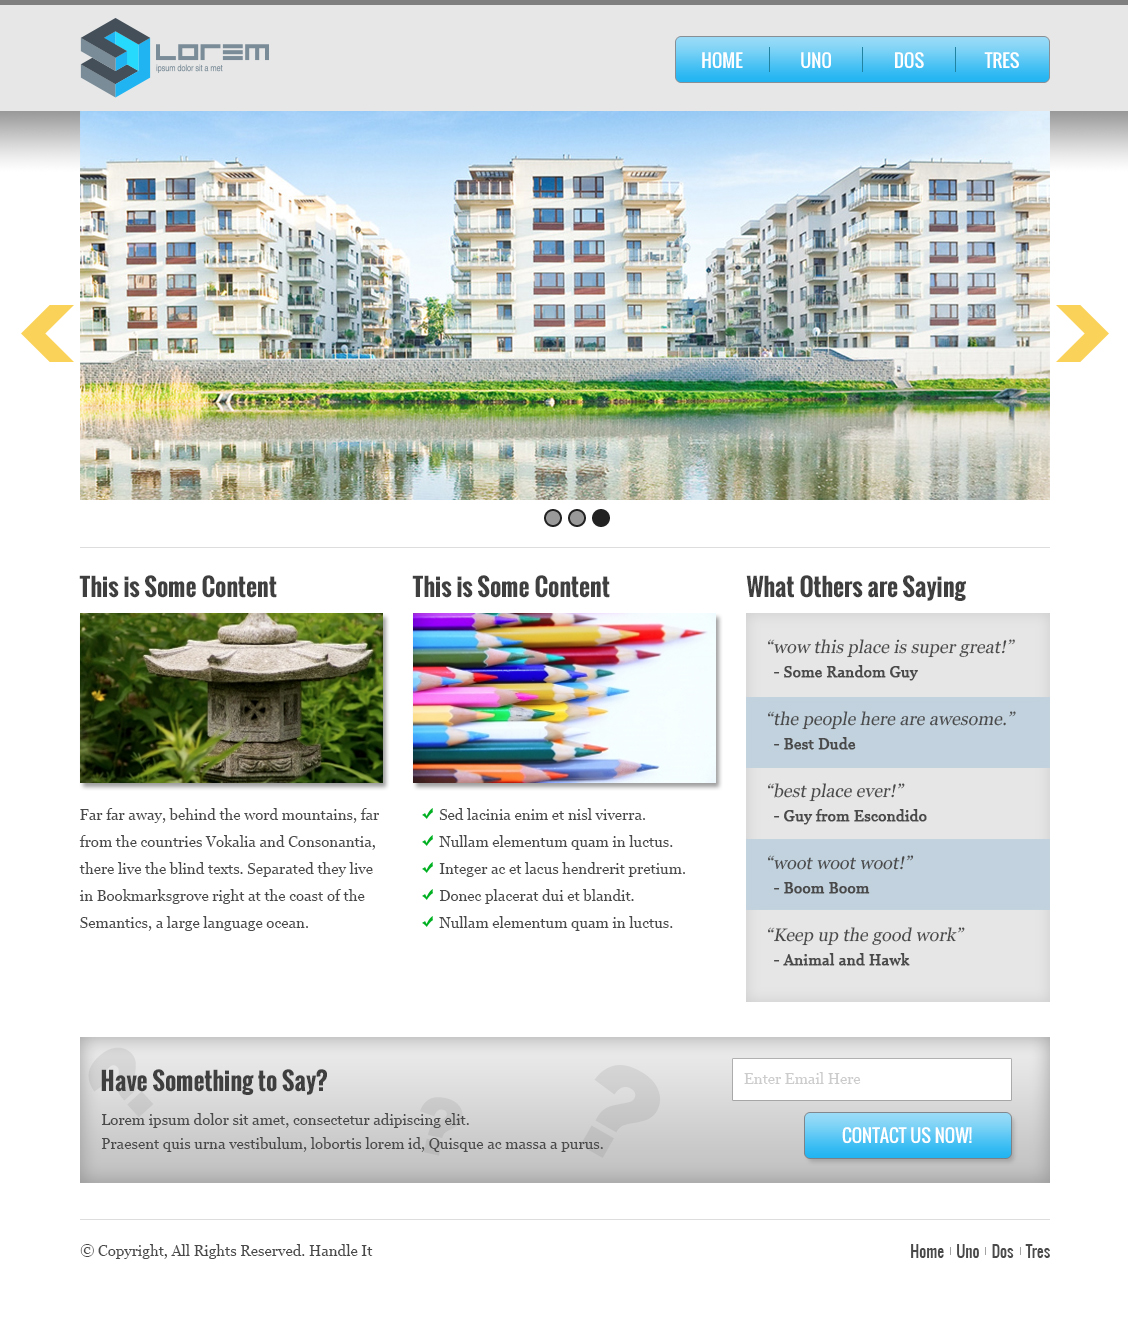 LOREM
ipsum dolor sit a met
HOME UNO DOS TRES
This is Some Content
Far far away, behind the word mountains, far
from the countries Vokalia and Consonantia,
there live the blind texts. Separated they live
in Bookmarksgrove right at the coast of the
Semantics, a large language ocean.
This is Some Content
Sed lacinia enim et nisl viverra.
Nullam elementum quam in luctus.
Integer ac et lacus hendrerit pretium.
Donec placerat dui et blandit.
Nullam elementum quam in luctus.
What Others are Saying
“wow this place is super great!”
- Some Random Guy
“the people here are awesome.”
- Best Dude
“best place ever!”
- Guy from Escondido
“woot woot woot!”
- Boom Boom
“Keep up the good work”
- Animal and Hawk
Have Something to Say?
Lorem ipsum dolor sit amet, consectetur adipiscing elit.
Praesent quis urna vestibulum, lobortis lorem id, Quisque ac massa a purus.
Enter Email Here
CONTACT US NOW!
© Copyright, All Rights Reserved. Handle It
Home Uno Dos Tres